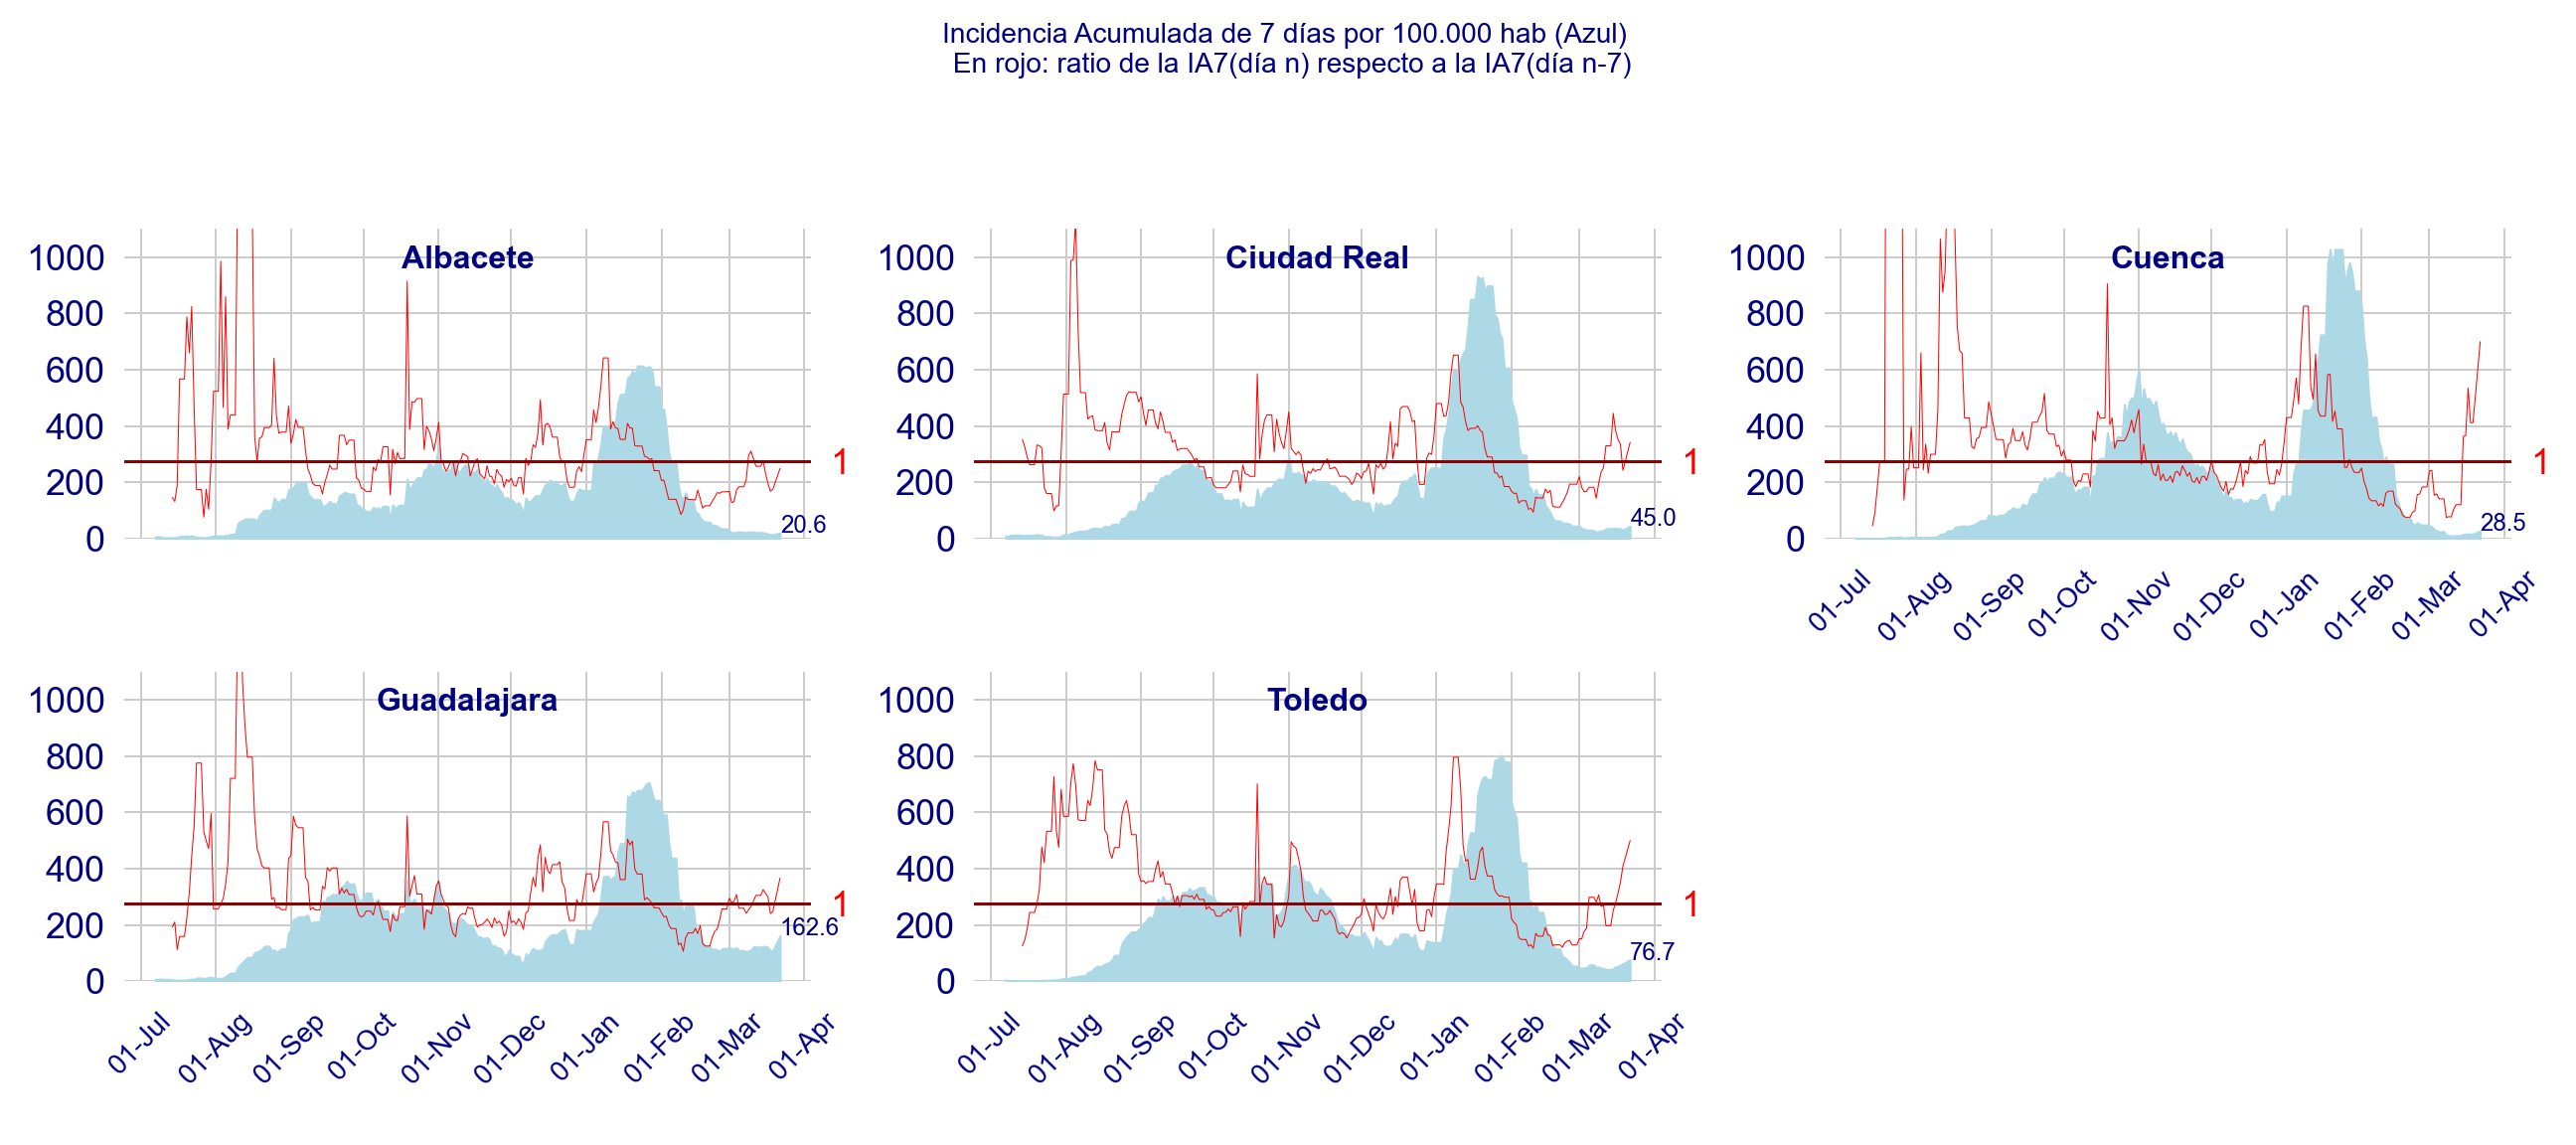 Incidencia Acumulada de 7 días por 100.000 hab (Azul)
En rojo: ratio de la IA7(día n) respecto a la IA7(día n-7)
Albacete
1000
800
600
400
200
0
1
20.6
Ciudad Real
1000
800
600
400
200
0
1
45.0
Cuenca
1000
800
600
400
200
0
1
28.5
01-Jul
01-Aug
01-Sep
01-Oct
01-Nov
01-Dec
01-Jan
01-Feb
01-Mar
01-Apr
Guadalajara
1000
800
600
400
200
0
1
162.6
01-Jul
01-Aug
01-Sep
01-Oct
01-Nov
01-Dec
01-Jan
01-Feb
01-Mar
01-Apr
Toledo
1000
800
600
400
200
0
1
76.7
01-Jul
01-Aug
01-Sep
01-Oct
01-Nov
01-Dec
01-Jan
01-Feb
01-Mar
01-Apr